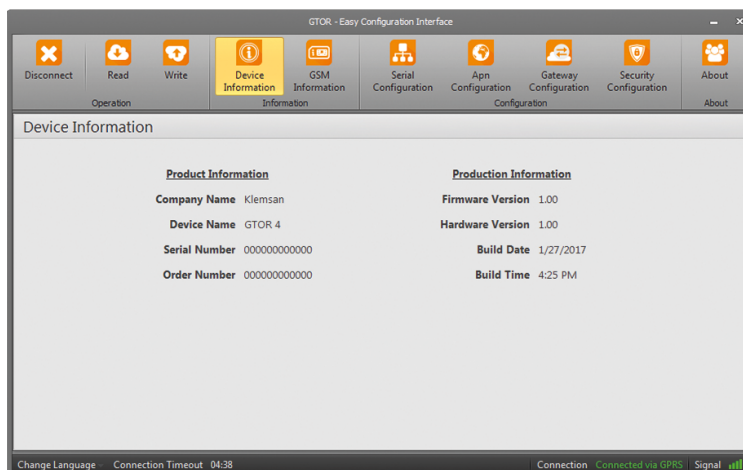 GTOR - Easy Configuration Interface
Disconnect
Read
Write
Device
Information
GSM
Information
Serial
Configuration
Apn
Configuration
Gateway
Configuration
Security
Configuration
About
Operation
Information
Configuration
About
Device Information
Product Information
Company Name Klemsan
Device Name GTOR 4
Serial Number 000000000000
Order Number 000000000000
Production Information
Firmware Version 1.00
Hardware Version 1.00
Build Date 1/27/2017
Build Time 4:25 PM
Change Language - Connection Timeout 04:38 Connection Connected via GPRS Signal